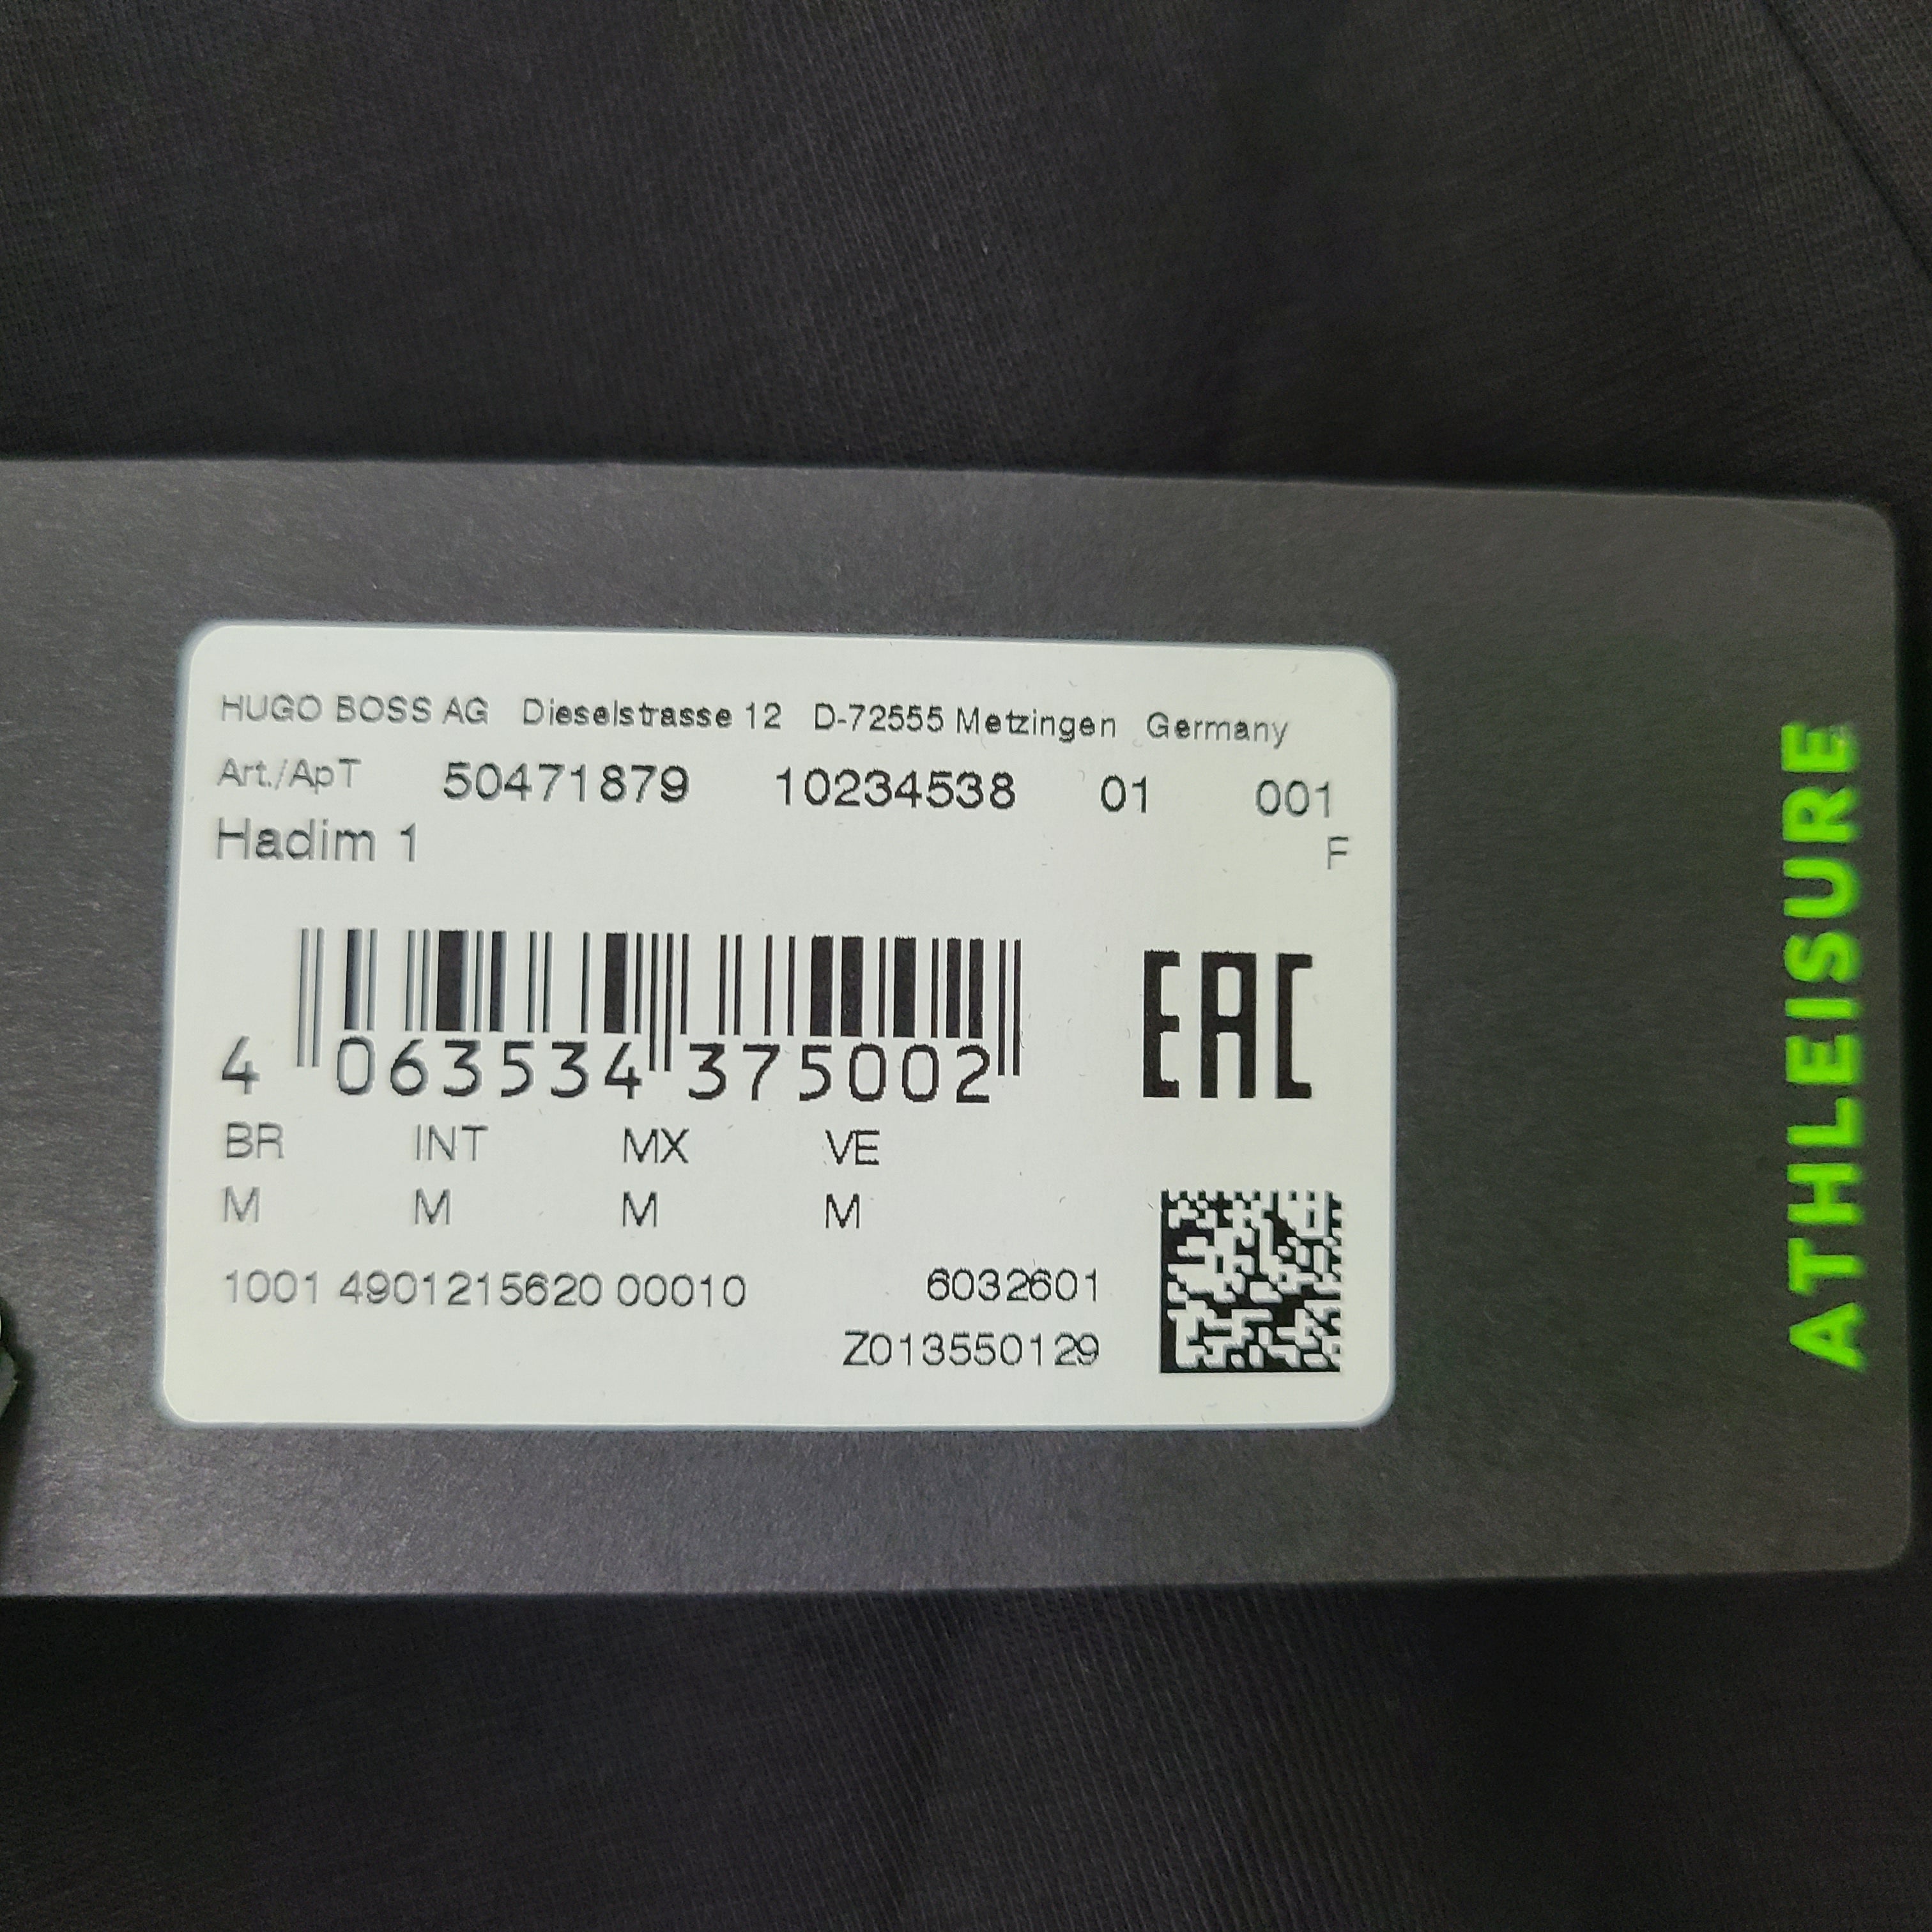 HUGO BOSS AG Dieselstrasse 12 D-72555 Metzingen Germany
Art./ApT 50471879 10234538 01 001
Hadim 1 F
4 063534 375002
EAC
BR INT MX VE
M M M M
1001 4901215620 00010 6032601
Z013550129
ATHLEISURE